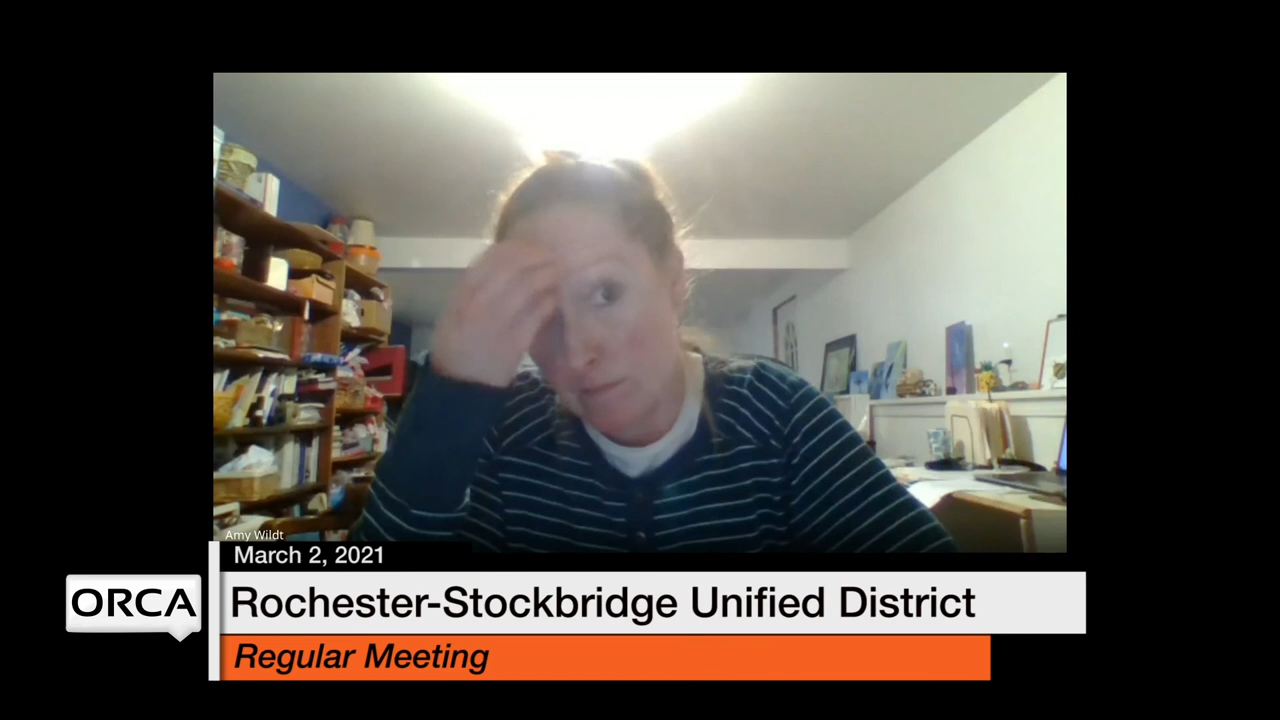 Amy Wildt
March 2, 2021
ORCA
Rochester-Stockbridge Unified District
Regular Meeting